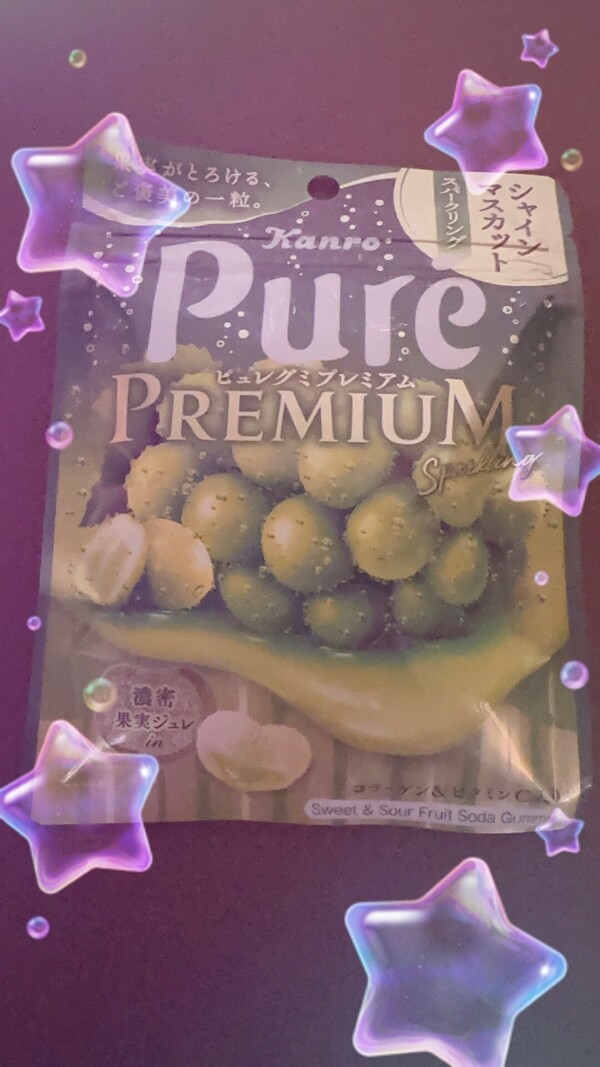 果実がとろける、
ご褒美の一粒。
シャイン
マスカット
スパークリング
Kanro
Puré
ピュレグミプレミアム
PREMIUM
Sparkling
濃密
果実ジュレ
in
コラーゲン&ビタミンC入り
Sweet & Sour Fruit Soda Gummy